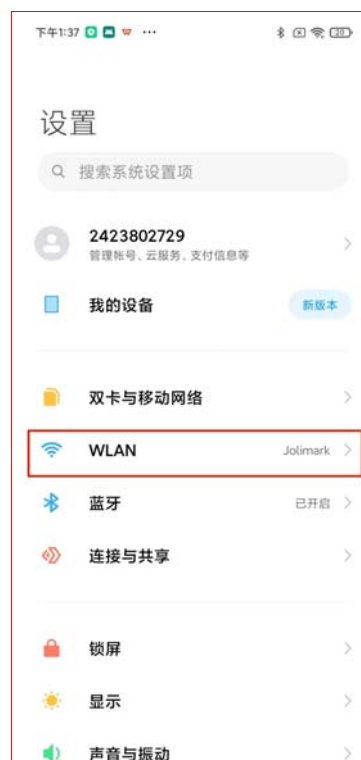 下午1:37 ···
20
设置
搜索系统设置项
2423802729
管理帐号、云服务、支付信息等
我的设备
新版本
双卡与移动网络
WLAN
Jolimark
蓝牙
已开启
连接与共享
锁屏
显示
声音与振动